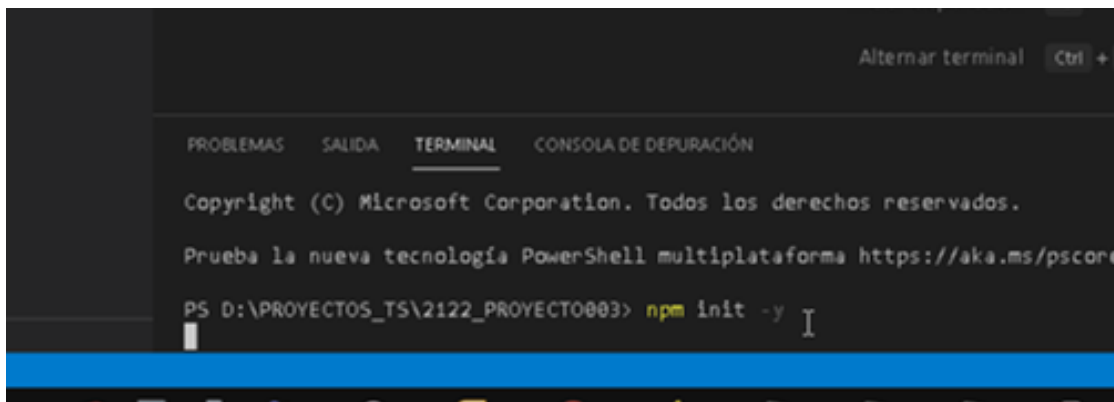 Alternar terminal Ctrl +
PROBLEMAS SALIDA TERMINAL CONSOLA DE DEPURACIÓN
Copyright (C) Microsoft Corporation. Todos los derechos reservados.
Prueba la nueva tecnología PowerShell multiplataforma https://aka.ms/pscore
PS D:\PROYECTOS_TS\2122_PROYECTO003> npm init -y